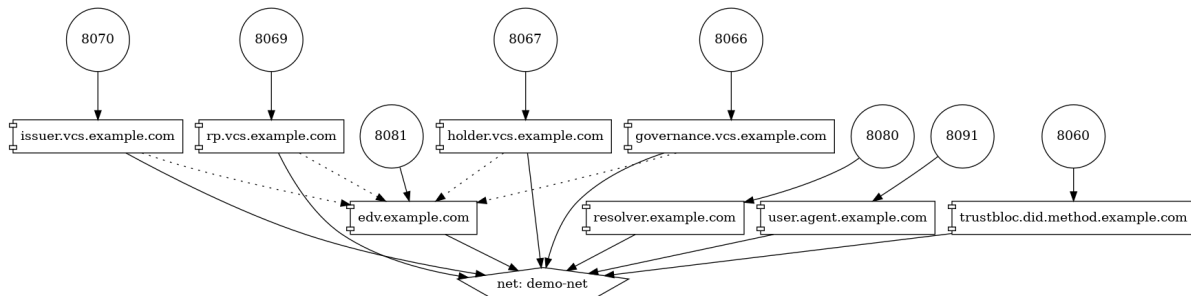 8070
8069
8067
8066
issuer.vcs.example.com
rp.vcs.example.com
8081
holder.vcs.example.com
governance.vcs.example.com
8080
8091
8060
edv.example.com
resolver.example.com
user.agent.example.com
trustbloc.did.method.example.com
net: demo-net